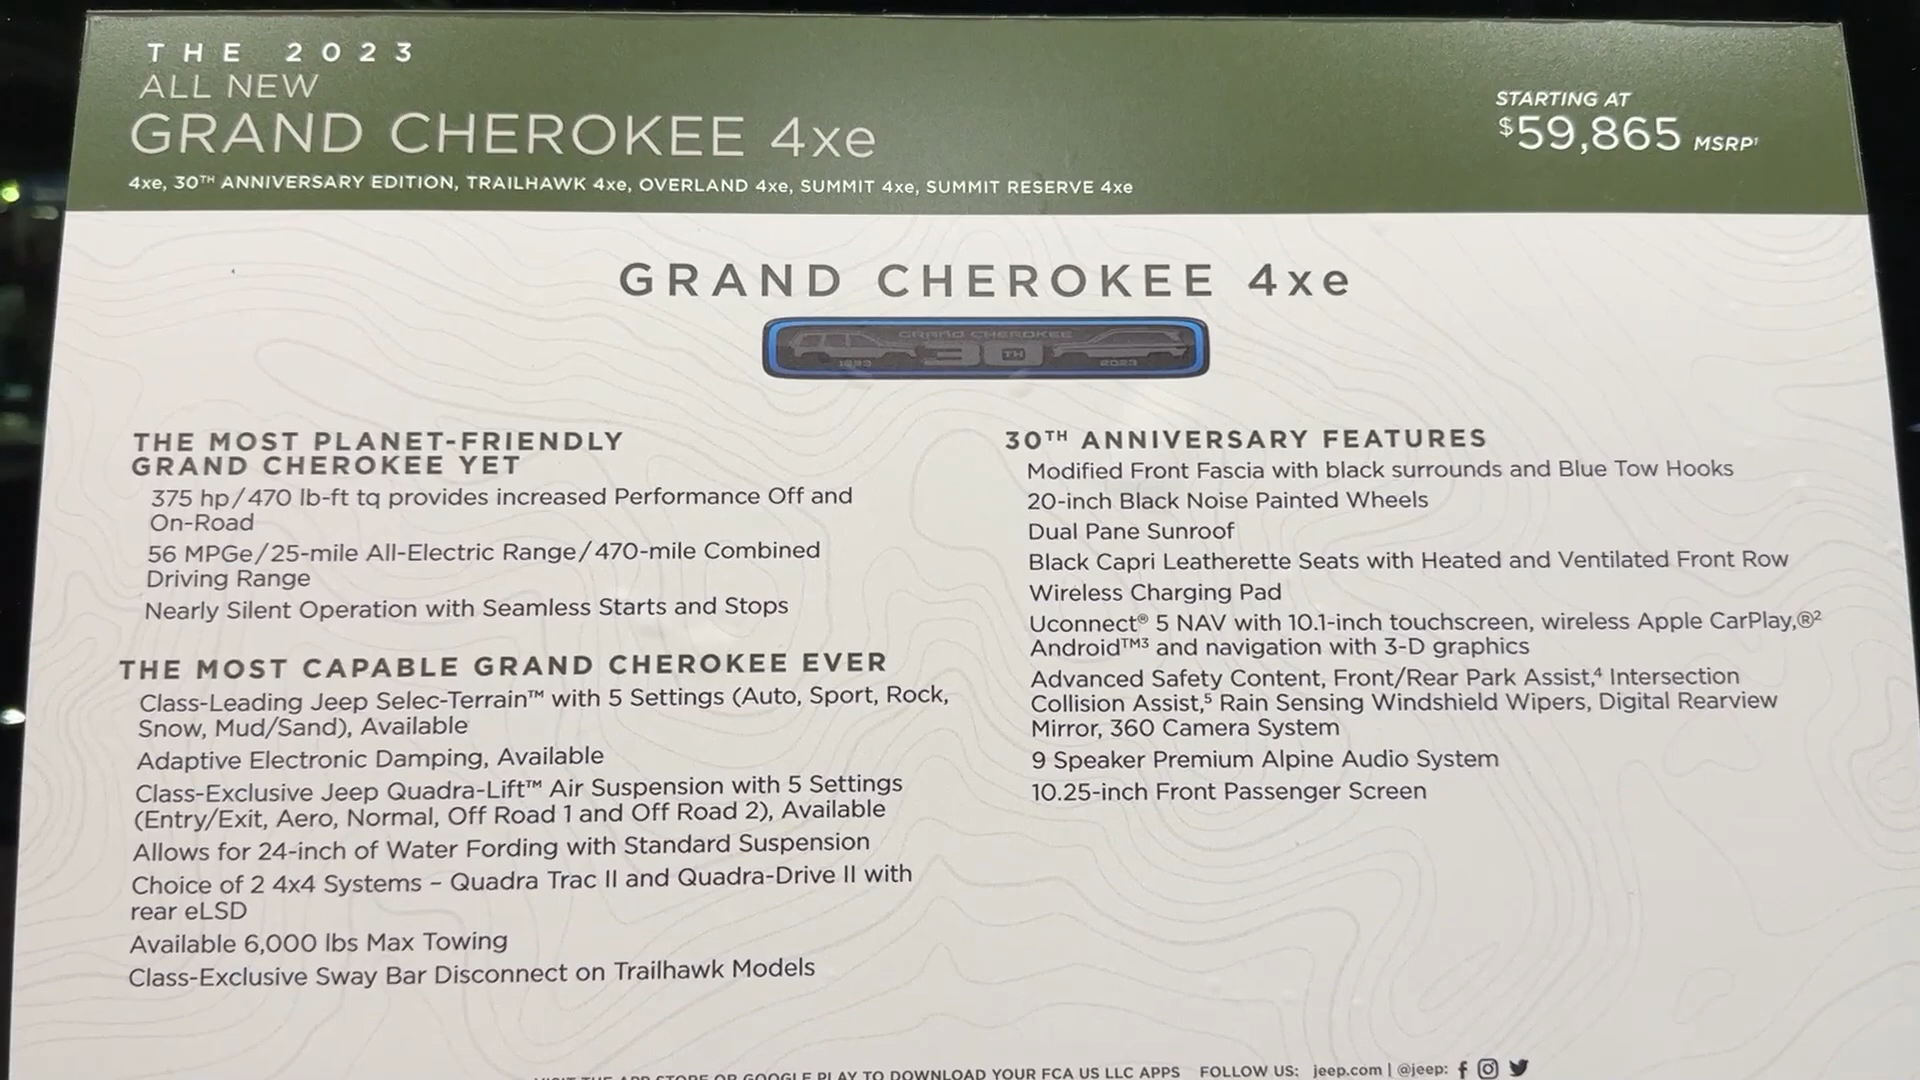 THE 2023
ALL NEW
GRAND CHEROKEE 4xe
4xe, 30TH ANNIVERSARY EDITION, TRAILHAWK 4xe, OVERLAND 4xe, SUMMIT 4xe, SUMMIT RESERVE 4xe
STARTING AT
$59,865 MSRP¹
GRAND CHEROKEE 4xe
GRAND CHEROKEE
30TH
1993
2023
THE MOST PLANET-FRIENDLY
GRAND CHEROKEE YET
375 hp/470 lb-ft tq provides increased Performance Off and
On-Road
56 MPGe/25-mile All-Electric Range/470-mile Combined
Driving Range
Nearly Silent Operation with Seamless Starts and Stops
THE MOST CAPABLE GRAND CHEROKEE EVER
Class-Leading Jeep Selec-Terrain™ with 5 Settings (Auto, Sport, Rock,
Snow, Mud/Sand), Available
Adaptive Electronic Damping, Available
Class-Exclusive Jeep Quadra-Lift™ Air Suspension with 5 Settings
(Entry/Exit, Aero, Normal, Off Road 1 and Off Road 2), Available
Allows for 24-inch of Water Fording with Standard Suspension
Choice of 2 4x4 Systems – Quadra Trac II and Quadra-Drive II with
rear eLSD
Available 6,000 lbs Max Towing
Class-Exclusive Sway Bar Disconnect on Trailhawk Models
30TH ANNIVERSARY FEATURES
Modified Front Fascia with black surrounds and Blue Tow Hooks
20-inch Black Noise Painted Wheels
Dual Pane Sunroof
Black Capri Leatherette Seats with Heated and Ventilated Front Row
Wireless Charging Pad
Uconnect® 5 NAV with 10.1-inch touchscreen, wireless Apple CarPlay,®²
Android™³ and navigation with 3-D graphics
Advanced Safety Content, Front/Rear Park Assist,⁴ Intersection
Collision Assist,⁵ Rain Sensing Windshield Wipers, Digital Rearview
Mirror, 360 Camera System
9 Speaker Premium Alpine Audio System
10.25-inch Front Passenger Screen
VISIT THE APP STORE OR GOOGLE PLAY TO DOWNLOAD YOUR FCA US LLC APPS FOLLOW US: jeep.com | @jeep: